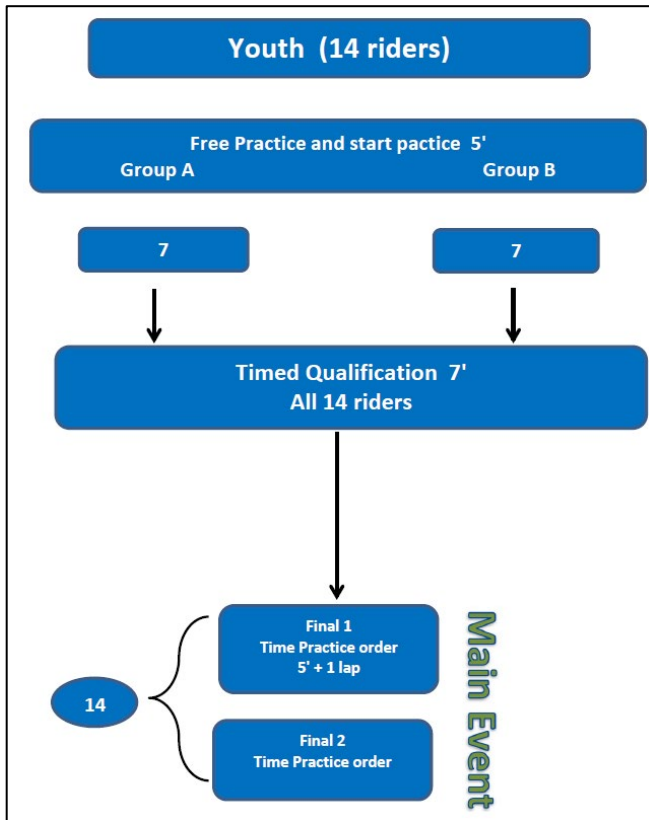 Youth (14 riders)
Free Practice and start pactice 5'
Group A Group B
7 7
Timed Qualification 7'
All 14 riders
Final 1
Time Practice order
5' + 1 lap
14
Final 2
Time Practice order
Main Event